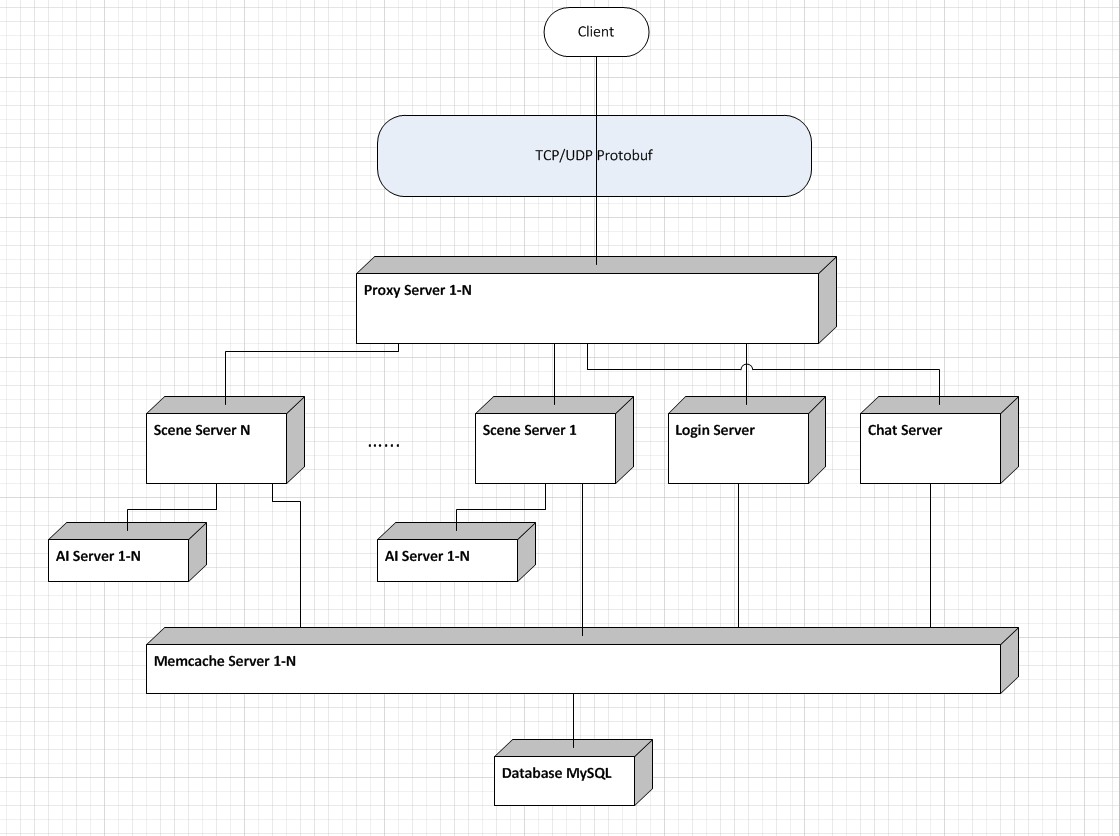 Client
TCP/UDP Protobuf
Proxy Server 1-N
Scene Server N
......
Scene Server 1
Login Server
Chat Server
AI Server 1-N
AI Server 1-N
Memcache Server 1-N
Database MySQL